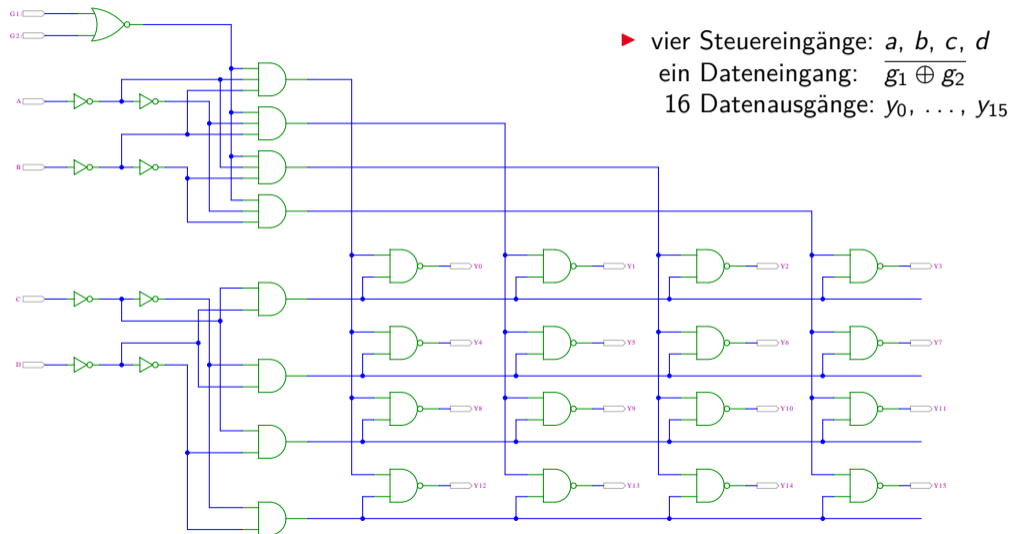 G1
G2
A
B
C
D
► vier Steuereingänge: a, b, c, d
ein Dateneingang: \overline{g₁ ⊕ g₂}
16 Datenausgänge: y₀, ..., y₁₅
Y0 Y1 Y2 Y3
Y4 Y5 Y6 Y7
Y8 Y9 Y10 Y11
Y12 Y13 Y14 Y15